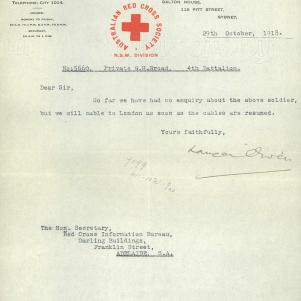 TELEPHONE: CITY 1014.
DALTON HOUSE,
115 PITT STREET,
SYDNEY.
AUSTRALIAN RED CROSS SOCIETY
N.S.W. DIVISION
29th October, 1918.
No.5660. Private G.H.Broad. 4th Battalion.
Dear Sir,
So far we have had no enquiry about the above soldier,
but we will cable to London as soon as the cables are resumed.
Yours faithfully,
The Hon. Secretary,
Red Cross Information Bureau,
Darling Buildings,
Franklin Street,
ADELAIDE. S.A.